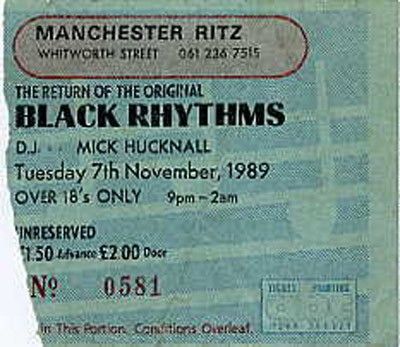 MANCHESTER RITZ
WHITWORTH STREET 061 236 7515
THE RETURN OF THE ORIGINAL
BLACK RHYTHMS
D.J. MICK HUCKNALL
Tuesday 7th November, 1989
OVER 18's ONLY 9pm-2am
UNRESERVED
£1.50 Advance £2.00 Door
No 0581
in This Portion. Conditions Overleaf.